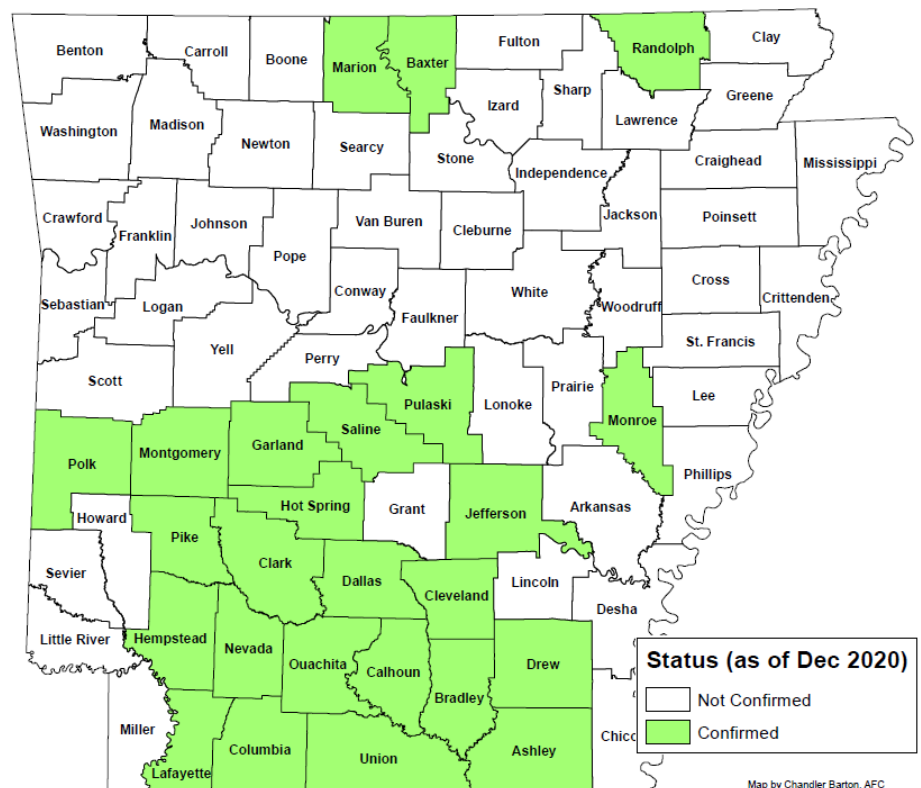 Benton
Carroll
Boone
Marion
Baxter
Fulton
Randolph
Clay
Sharp
Izard
Greene
Lawrence
Washington
Madison
Newton
Searcy
Stone
Independence
Craighead
Mississippi
Crawford
Franklin
Johnson
Pope
Van Buren
Cleburne
Jackson
Poinsett
Sebastian
Logan
Conway
Faulkner
White
Woodruff
Cross
Crittenden
St. Francis
Scott
Yell
Perry
Pulaski
Lonoke
Prairie
Monroe
Lee
Phillips
Polk
Montgomery
Garland
Saline
Hot Spring
Grant
Jefferson
Arkansas
Howard
Pike
Clark
Dallas
Cleveland
Lincoln
Desha
Sevier
Little River
Hempstead
Nevada
Ouachita
Calhoun
Bradley
Drew
Miller
Lafayette
Columbia
Union
Ashley
Chicc
Status (as of Dec 2020)
Not Confirmed
Confirmed
Map by Chandler Barton, AFC